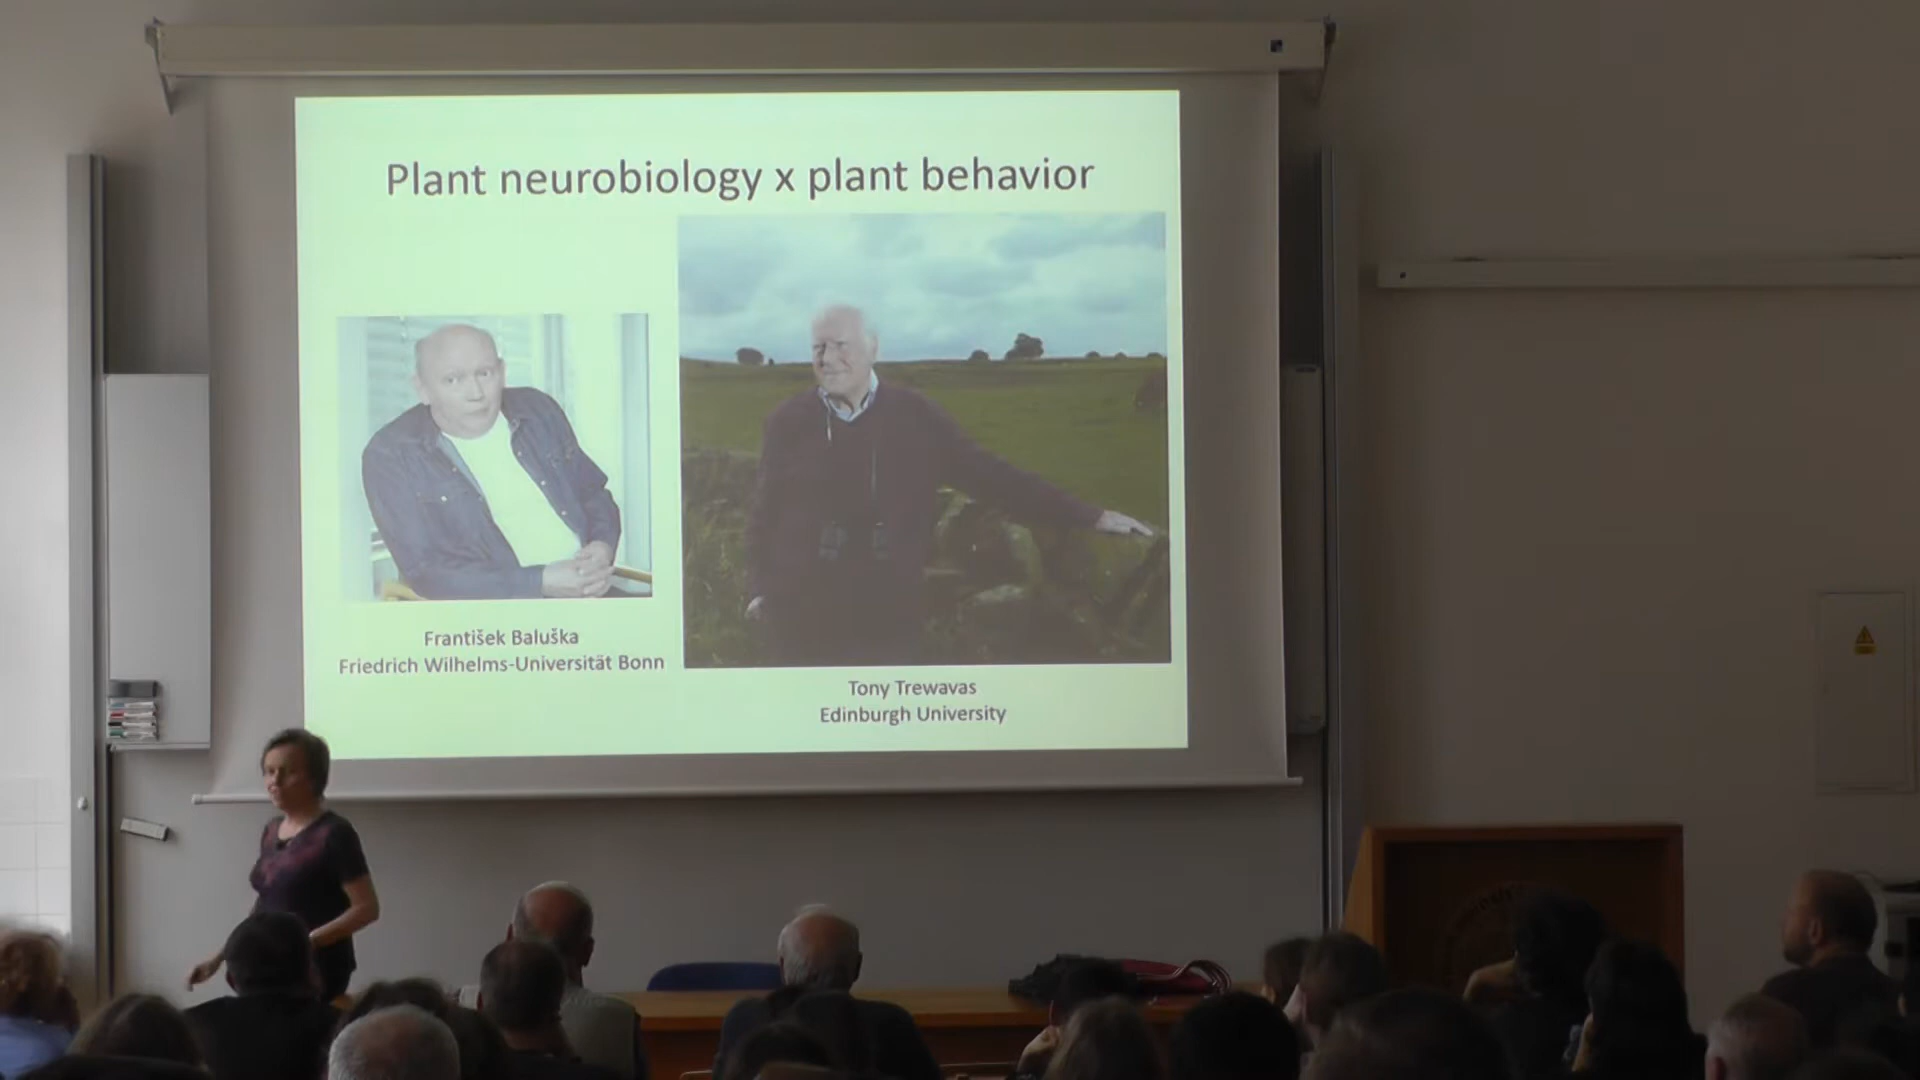 Plant neurobiology x plant behavior
František Baluška
Friedrich Wilhelms-Universität Bonn
Tony Trewavas
Edinburgh University